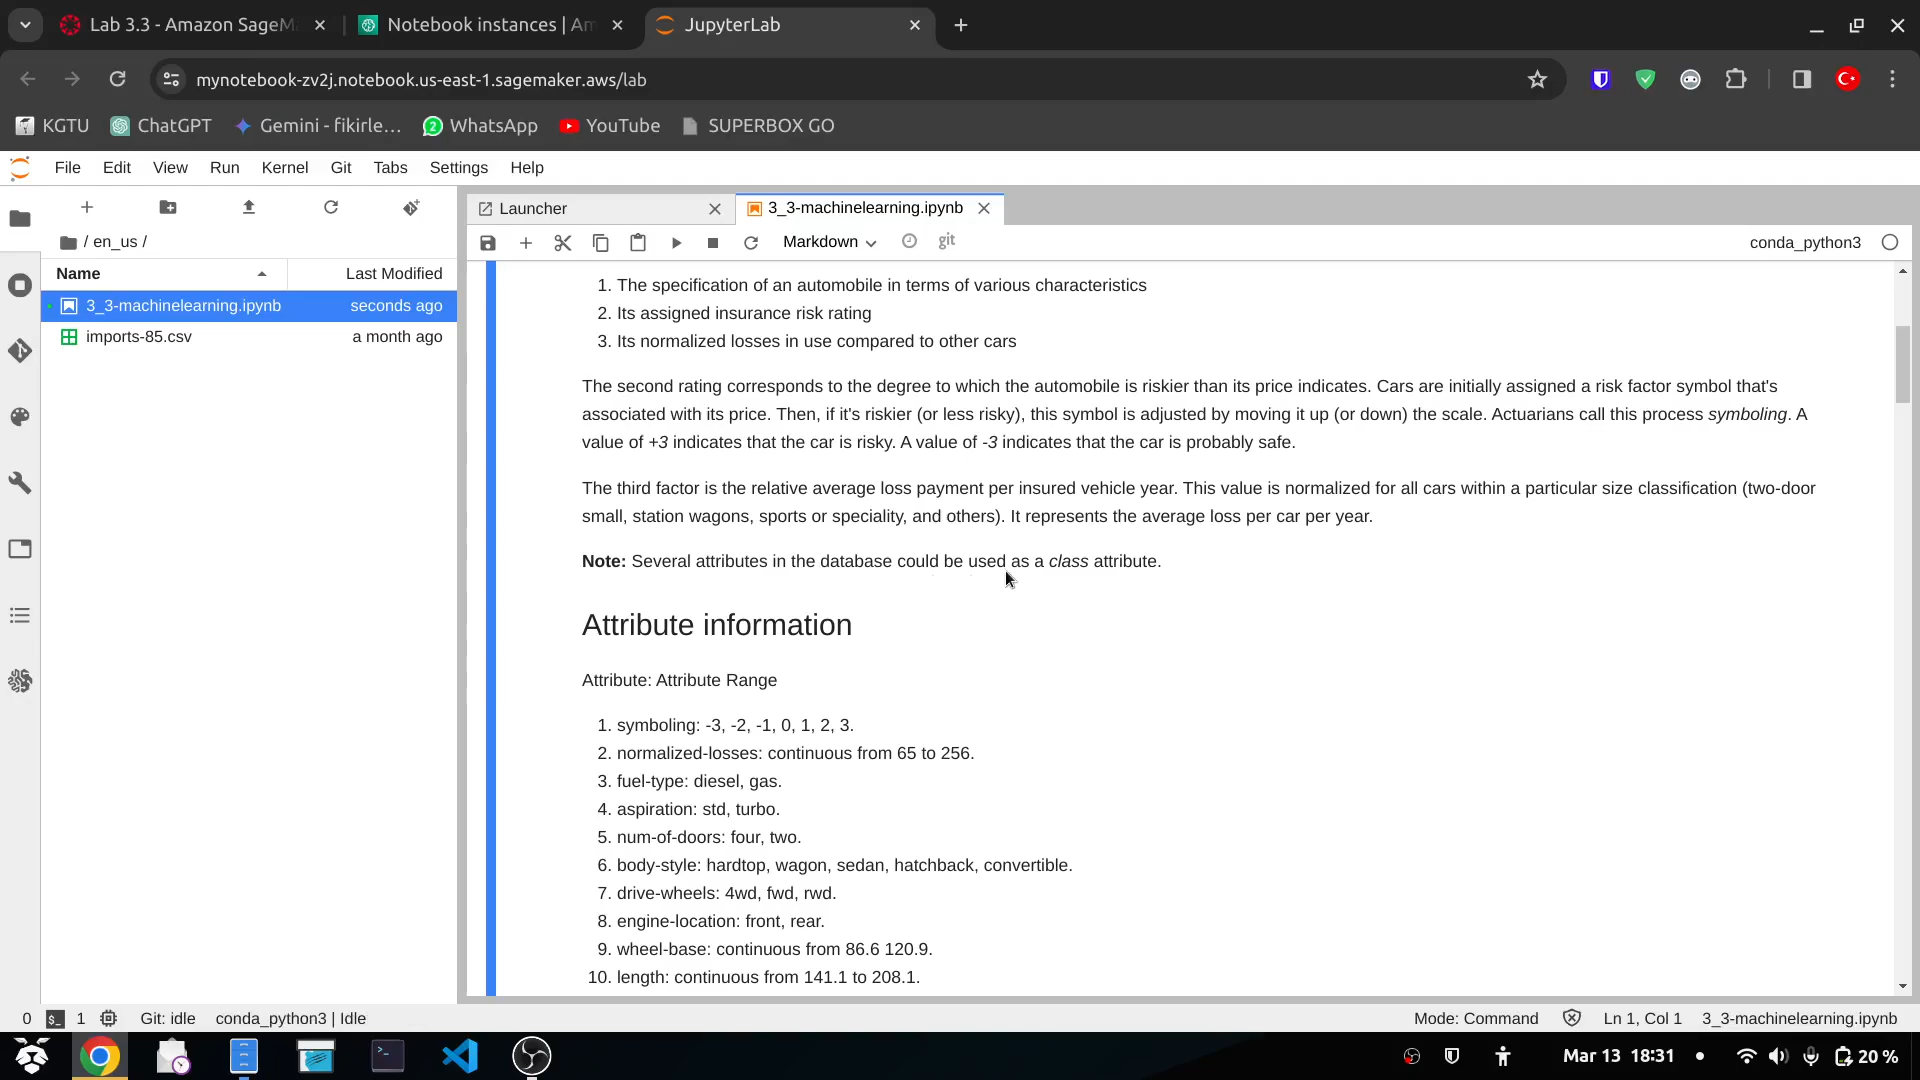 Lab 3.3 - Amazon SageM
Notebook instances | Am
JupyterLab
mynotebook-zv2j.notebook.us-east-1.sagemaker.aws/lab
KGTU
ChatGPT
Gemini - fikirle...
2
WhatsApp
YouTube
SUPERBOX GO
File Edit View Run Kernel Git Tabs Settings Help
/ en_us /
Name
Last Modified
3_3-machinelearning.ipynb
seconds ago
imports-85.csv
a month ago
Launcher
3_3-machinelearning.ipynb
Markdown
git
conda_python3
1. The specification of an automobile in terms of various characteristics
2. Its assigned insurance risk rating
3. Its normalized losses in use compared to other cars
The second rating corresponds to the degree to which the automobile is riskier than its price indicates. Cars are initially assigned a risk factor symbol that's
associated with its price. Then, if it's riskier (or less risky), this symbol is adjusted by moving it up (or down) the scale. Actuarians call this process symboling. A
value of +3 indicates that the car is risky. A value of -3 indicates that the car is probably safe.
The third factor is the relative average loss payment per insured vehicle year. This value is normalized for all cars within a particular size classification (two-door
small, station wagons, sports or speciality, and others). It represents the average loss per car per year.
Note: Several attributes in the database could be used as a class attribute.
Attribute information
Attribute: Attribute Range
1. symboling: -3, -2, -1, 0, 1, 2, 3.
2. normalized-losses: continuous from 65 to 256.
3. fuel-type: diesel, gas.
4. aspiration: std, turbo.
5. num-of-doors: four, two.
6. body-style: hardtop, wagon, sedan, hatchback, convertible.
7. drive-wheels: 4wd, fwd, rwd.
8. engine-location: front, rear.
9. wheel-base: continuous from 86.6 120.9.
10. length: continuous from 141.1 to 208.1.
0
1
Git: idle
conda_python3 | Idle
Mode: Command
Ln 1, Col 1
3_3-machinelearning.ipynb
Mar 13 18:31
20 %